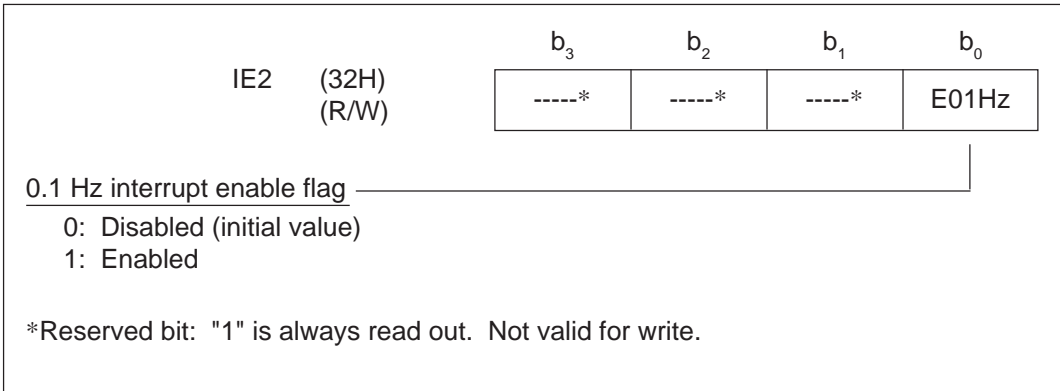 b3 b2 b1 b0
IE2 (32H) -----* -----* -----* E01Hz
(R/W)
0.1 Hz interrupt enable flag
0: Disabled (initial value)
1: Enabled
*Reserved bit: "1" is always read out. Not valid for write.